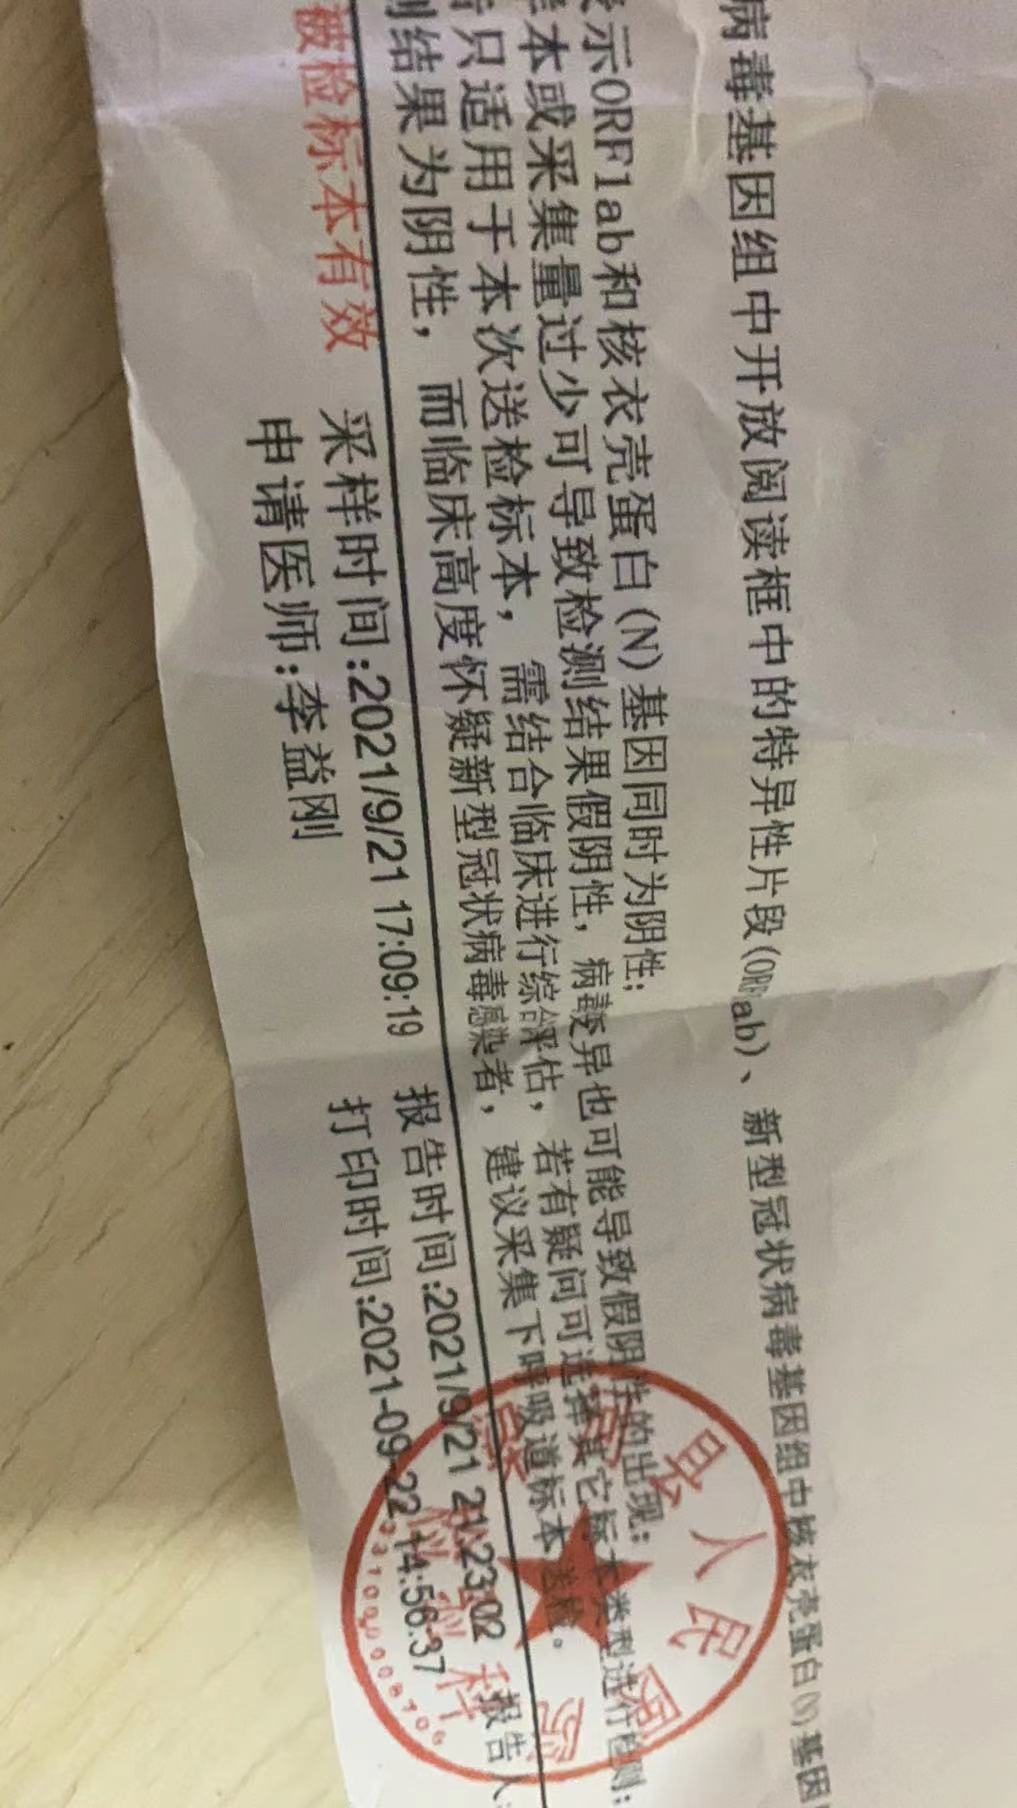 病毒基因组中开放阅读框中的特异性片段(ORF1ab)、新型冠状病毒基因组中核衣壳蛋白(N)基因
示ORF1ab和核衣壳蛋白(N)基因同时为阴性;
本或采集量过少可导致检测结果假阴性，病毒变异也可能导致假阴性的出现;
只适用于本次送检标本，需结合临床进行综合评估，若有疑问可选择其它标本类型进行检测;
结果为阴性，而临床高度怀疑新型冠状病毒感染者，建议采集下呼吸道标本送检。
被检标本有效 采样时间:2021/9/21 17:09:19 报告时间:2021/9/21 21:23:02 报告人:
申请医师:李益刚 打印时间:2021-09-22 14:56:37
县人民医
检验科